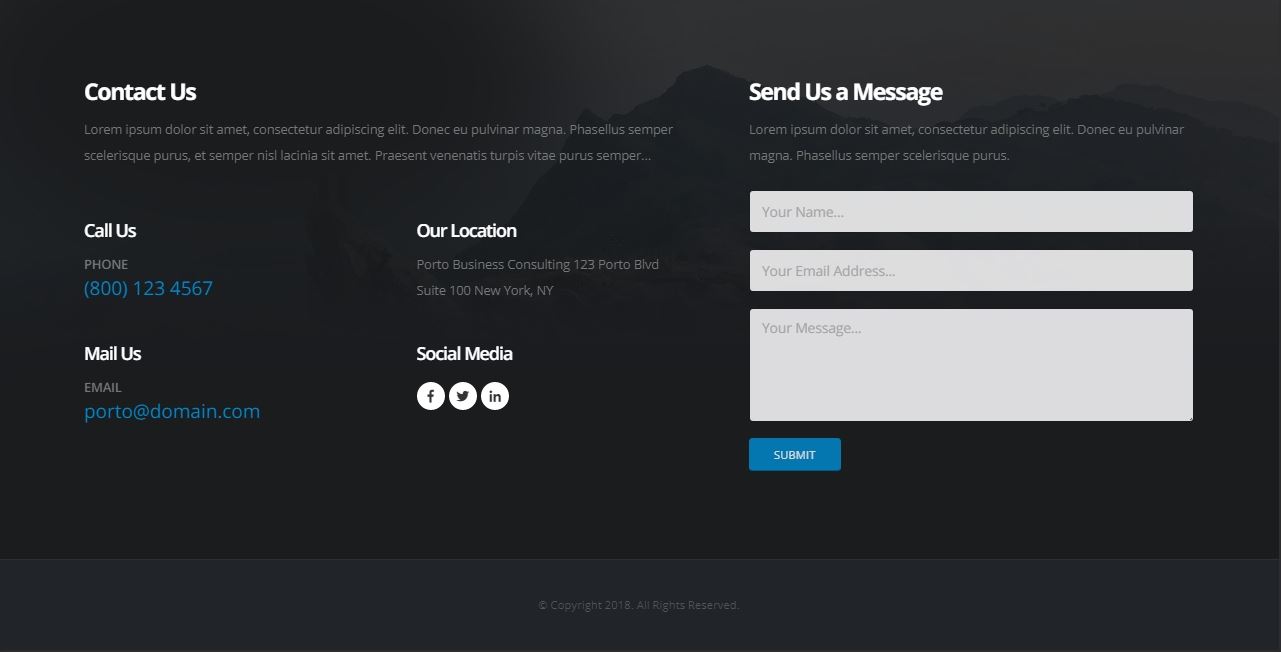 Contact Us
Lorem ipsum dolor sit amet, consectetur adipiscing elit. Donec eu pulvinar magna. Phasellus semper
scelerisque purus, et semper nisl lacinia sit amet. Praesent venenatis turpis vitae purus semper...
Call Us
PHONE
(800) 123 4567
Our Location
Porto Business Consulting 123 Porto Blvd
Suite 100 New York, NY
Mail Us
EMAIL
porto@domain.com
Social Media
Send Us a Message
Lorem ipsum dolor sit amet, consectetur adipiscing elit. Donec eu pulvinar
magna. Phasellus semper scelerisque purus.
Your Name...
Your Email Address...
Your Message...
SUBMIT
© Copyright 2018. All Rights Reserved.